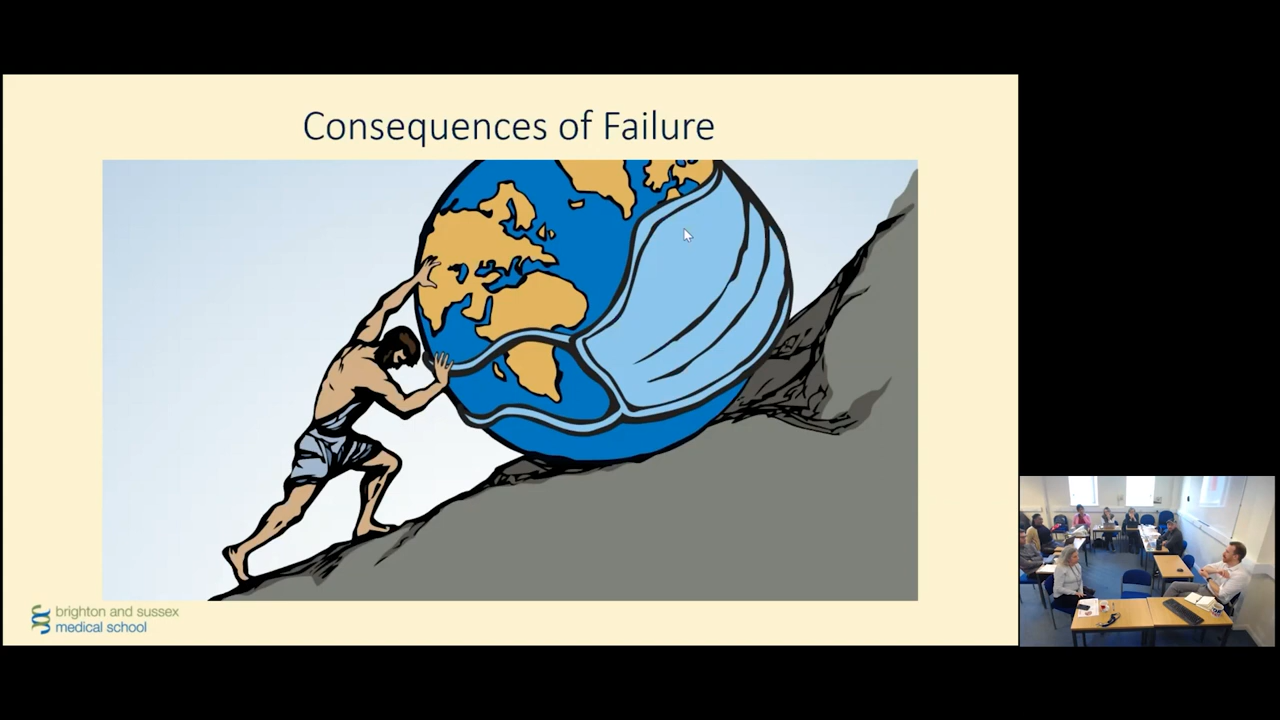 Consequences of Failure
brighton and sussex
medical school